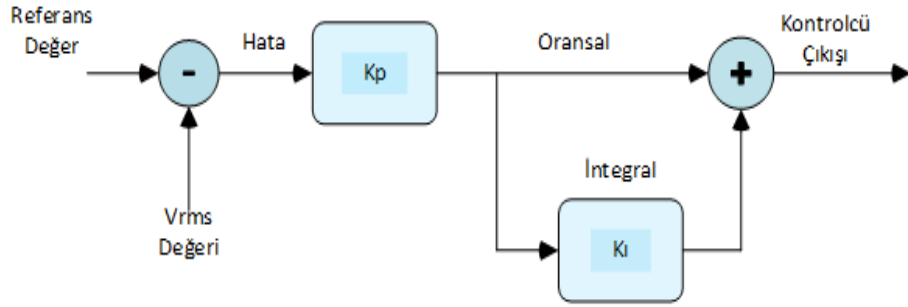 Referans
Değer
Hata
Oransal
Kontrolcü
Çıkışı
-
Kp
+
İntegral
Vrms
Değeri
Kı